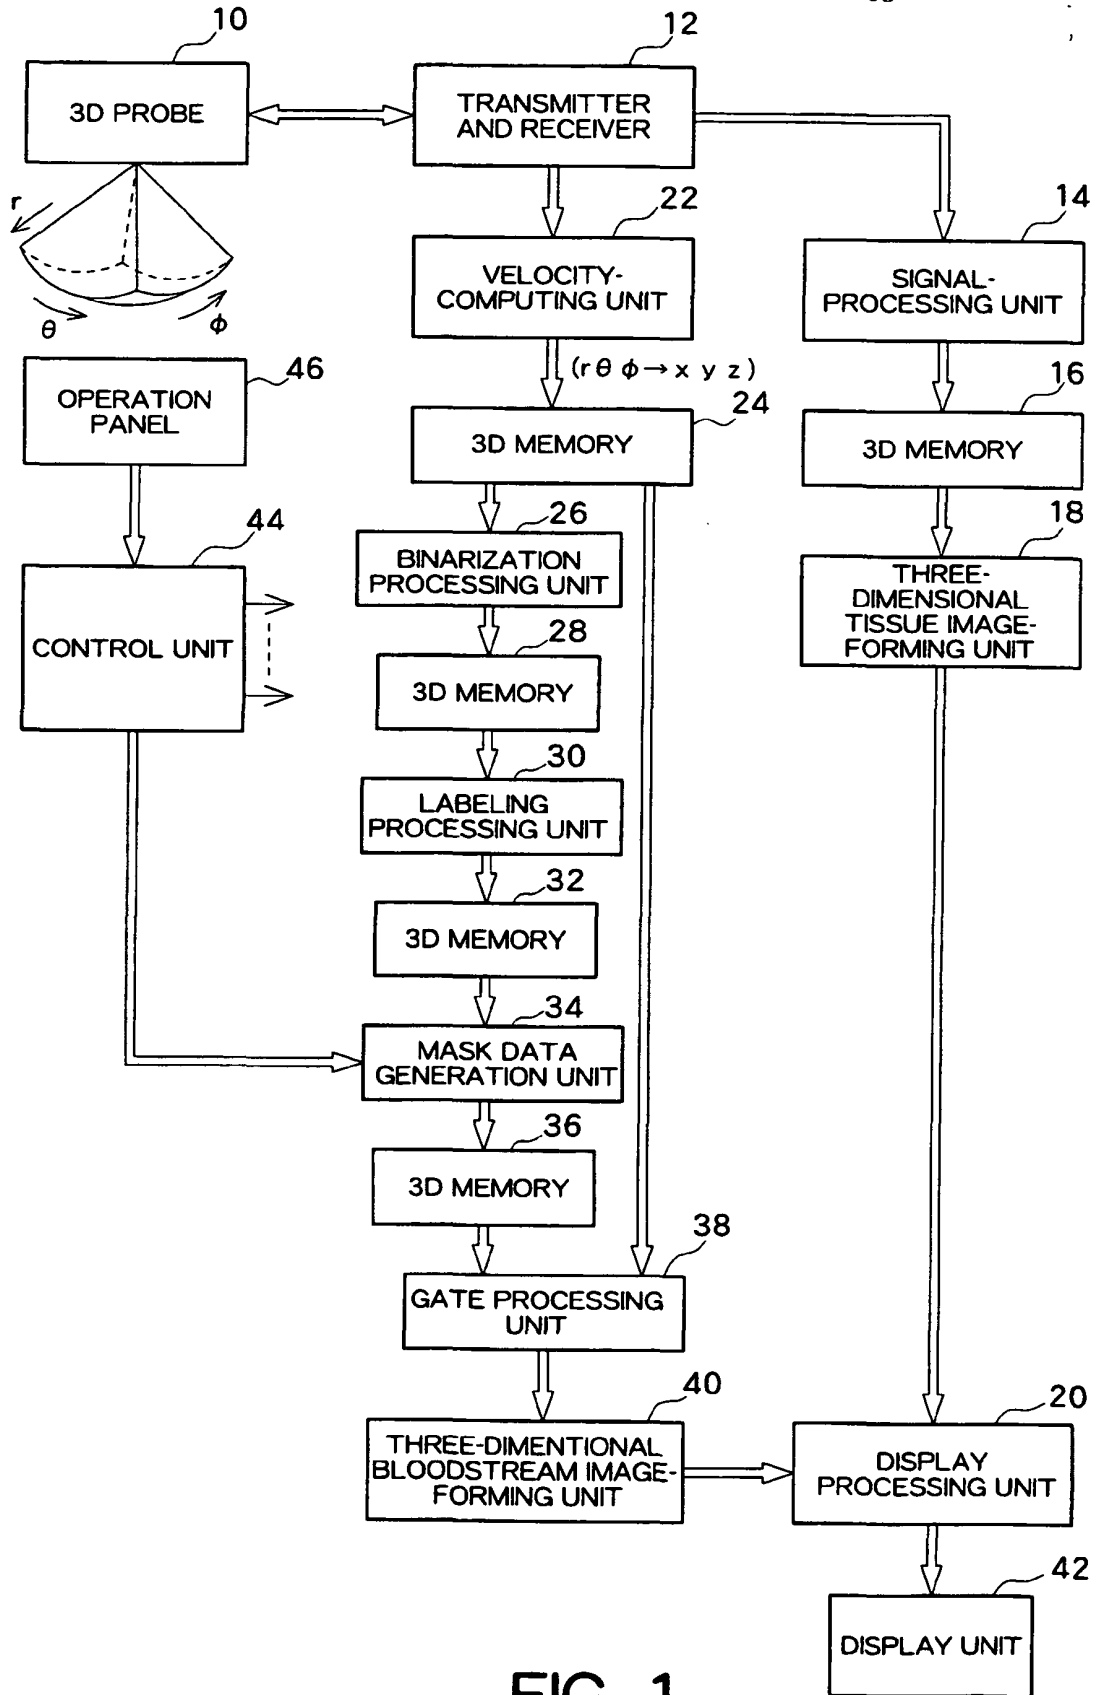 10
3D PROBE
12
TRANSMITTER
AND RECEIVER
r
θ
ϕ
22
VELOCITY-
COMPUTING UNIT
14
SIGNAL-
PROCESSING UNIT
46
OPERATION
PANEL
(r θ ϕ → x y z)
24
3D MEMORY
16
3D MEMORY
44
CONTROL UNIT
26
BINARIZATION
PROCESSING UNIT
18
THREE-
DIMENSIONAL
TISSUE IMAGE-
FORMING UNIT
28
3D MEMORY
30
LABELING
PROCESSING UNIT
32
3D MEMORY
34
MASK DATA
GENERATION UNIT
36
3D MEMORY
38
GATE PROCESSING
UNIT
40
THREE-DIMENTIONAL
BLOODSTREAM IMAGE-
FORMING UNIT
20
DISPLAY
PROCESSING UNIT
42
DISPLAY UNIT
FIG. 1